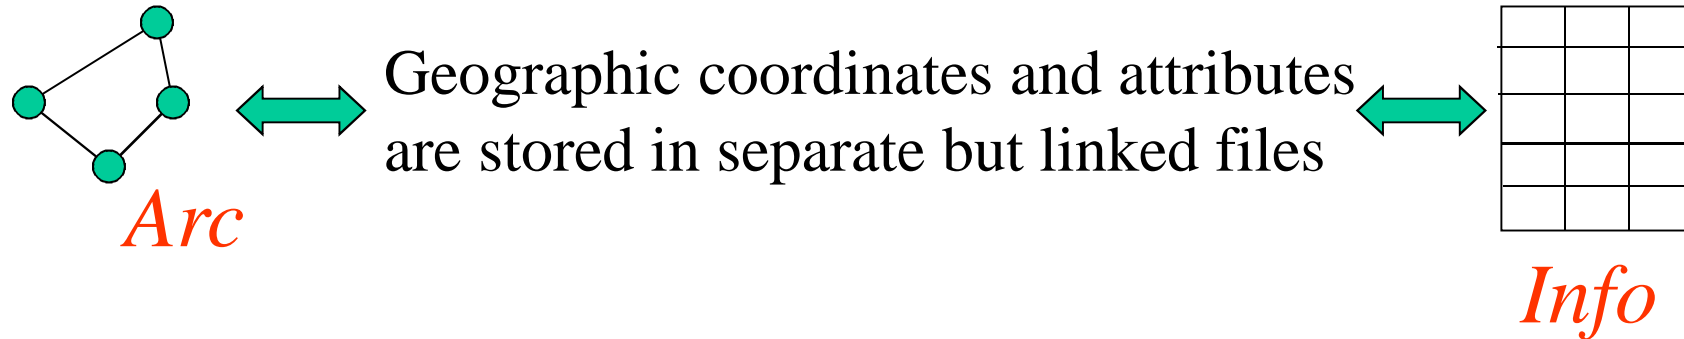 Geographic coordinates and attributes
are stored in separate but linked files
Arc
Info